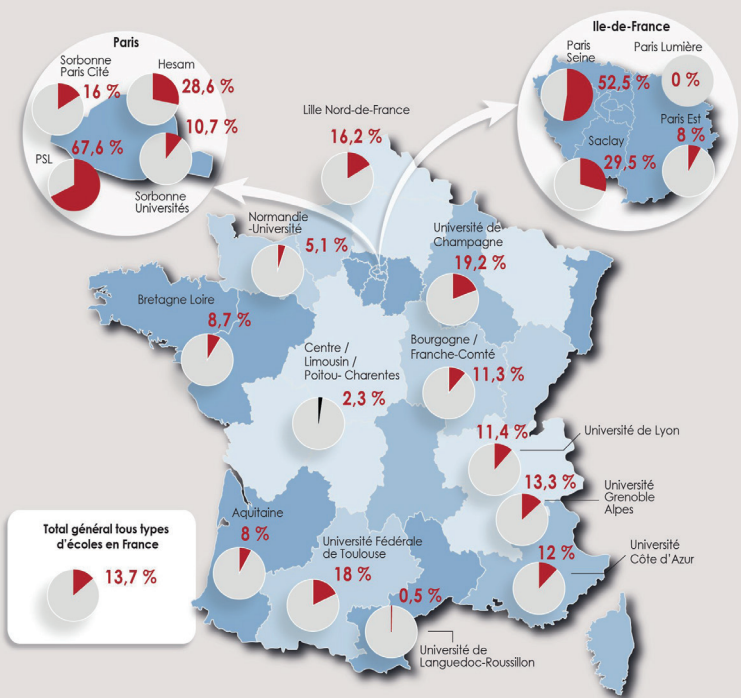 Paris
Sorbonne
Paris Cité
16 %
Hesam
28,6 %
10,7 %
PSL
67,6 %
Sorbonne
Universités
Ile-de-France
Paris
Seine
52,5 %
Paris Lumière
0 %
Saclay
29,5 %
Paris Est
8 %
Lille Nord-de-France
16,2 %
Normandie
-Université
5,1 %
Université de
Champagne
19,2 %
Bretagne Loire
8,7 %
Centre /
Limousin /
Poitou- Charentes
2,3 %
Bourgogne /
Franche-Comté
11,3 %
11,4 %
Université de Lyon
13,3 %
Université
Grenoble
Alpes
Aquitaine
8 %
Université Fédérale
de Toulouse
18 %
0,5 %
Université de
Languedoc-Roussillon
12 %
Université
Côte d'Azur
Total général tous types
d'écoles en France
13,7 %